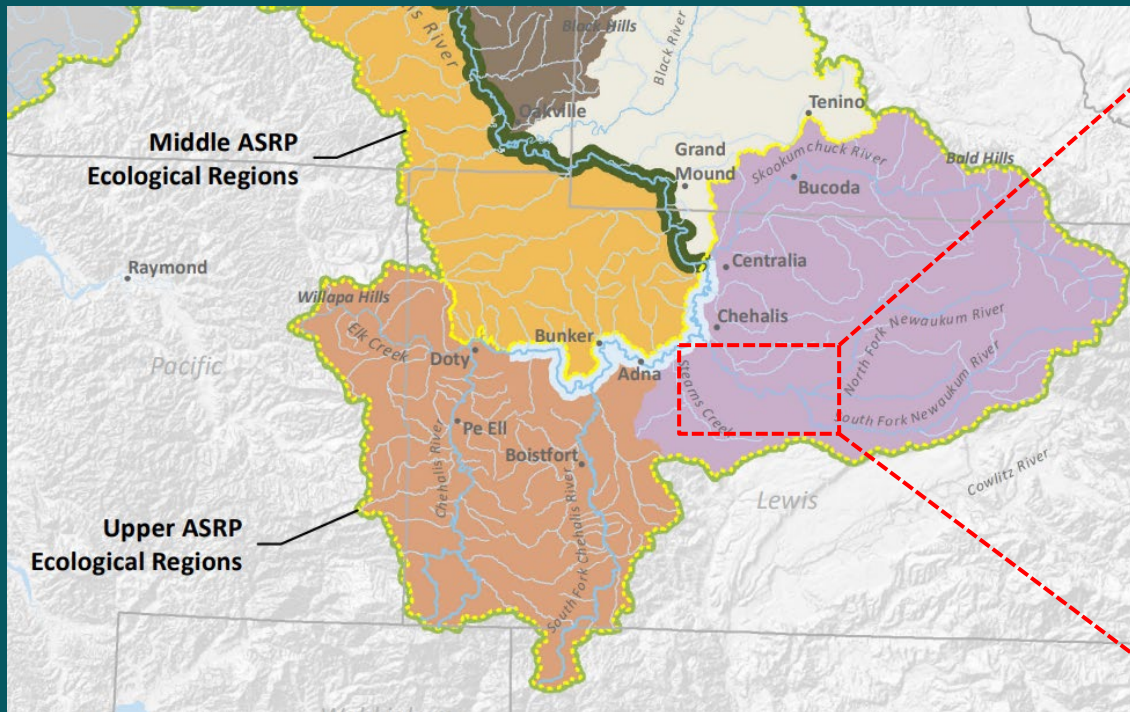 is River
Black Hills
Black River
Oakville
Tenino
Middle ASRP
Ecological Regions
Grand
Mound
Skookumchuck River
Bald Hills
Bucoda
Raymond
Centralia
Willapa Hills
Chehalis
Elk Creek
Bunker
North Fork Newaukum River
Pacific
Doty
Adna
Stearns Creek
South Fork Newaukum River
Pe Ell
Chehalis River
Boistfort
South Fork Chehalis River
Cowlitz River
Lewis
Upper ASRP
Ecological Regions